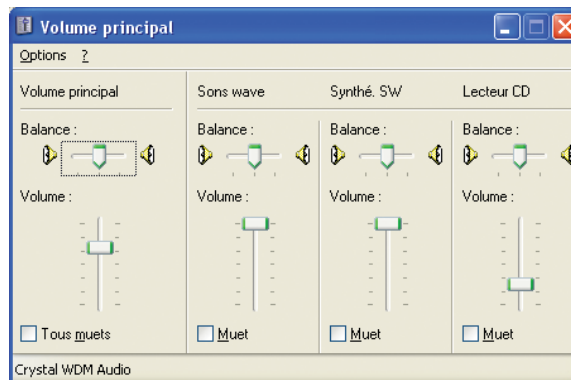 Volume principal
Options ?
Volume principal Sons wave Synthé. SW Lecteur CD
Balance : Balance : Balance : Balance :
Volume : Volume : Volume : Volume :
Tous muets Muet Muet Muet
Crystal WDM Audio